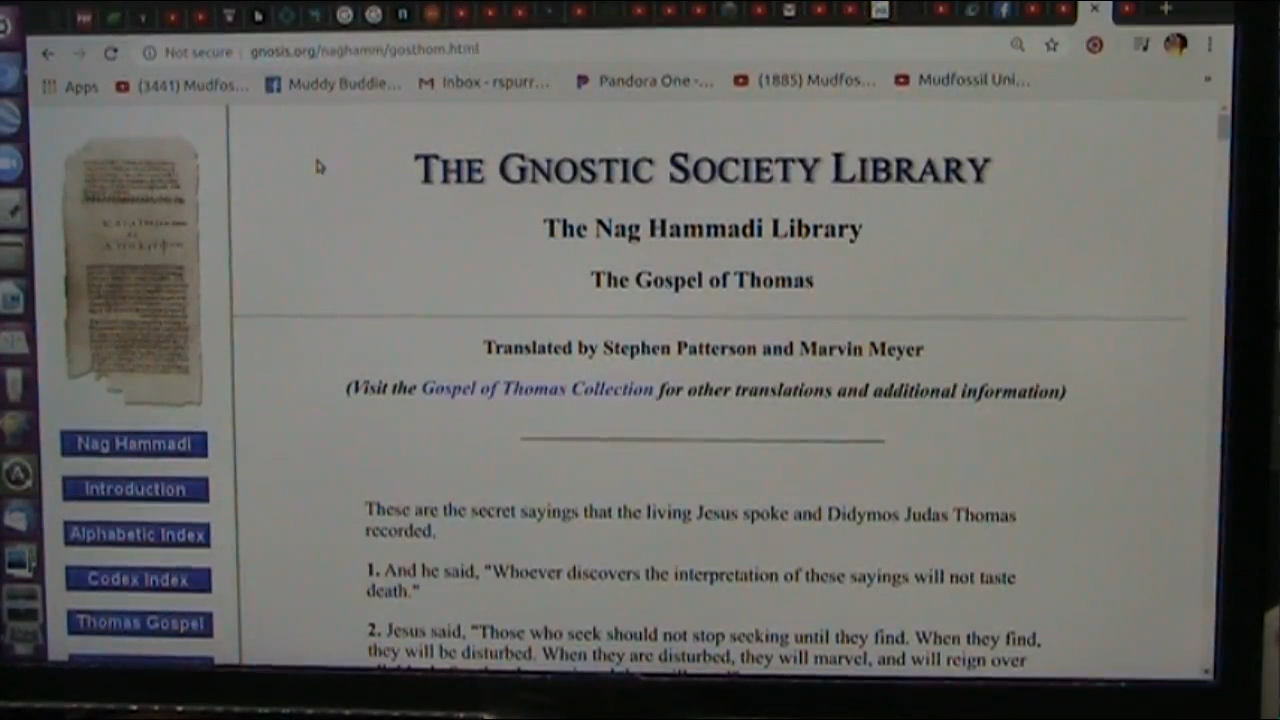 Not secure | gnosis.org/naghamm/gosthom.html
Apps (3441) Mudfos... Muddy Buddie... Inbox - rspurr... Pandora One -... (1885) Mudfos... Mudfossil Uni...
THE GNOSTIC SOCIETY LIBRARY
The Nag Hammadi Library
The Gospel of Thomas
Translated by Stephen Patterson and Marvin Meyer
(Visit the Gospel of Thomas Collection for other translations and additional information)
Nag Hammadi
Introduction
Alphabetic Index
Codex Index
Thomas Gospel
These are the secret sayings that the living Jesus spoke and Didymos Judas Thomas
recorded.
1. And he said, "Whoever discovers the interpretation of these sayings will not taste
death."
2. Jesus said, "Those who seek should not stop seeking until they find. When they find,
they will be disturbed. When they are disturbed, they will marvel, and will reign over